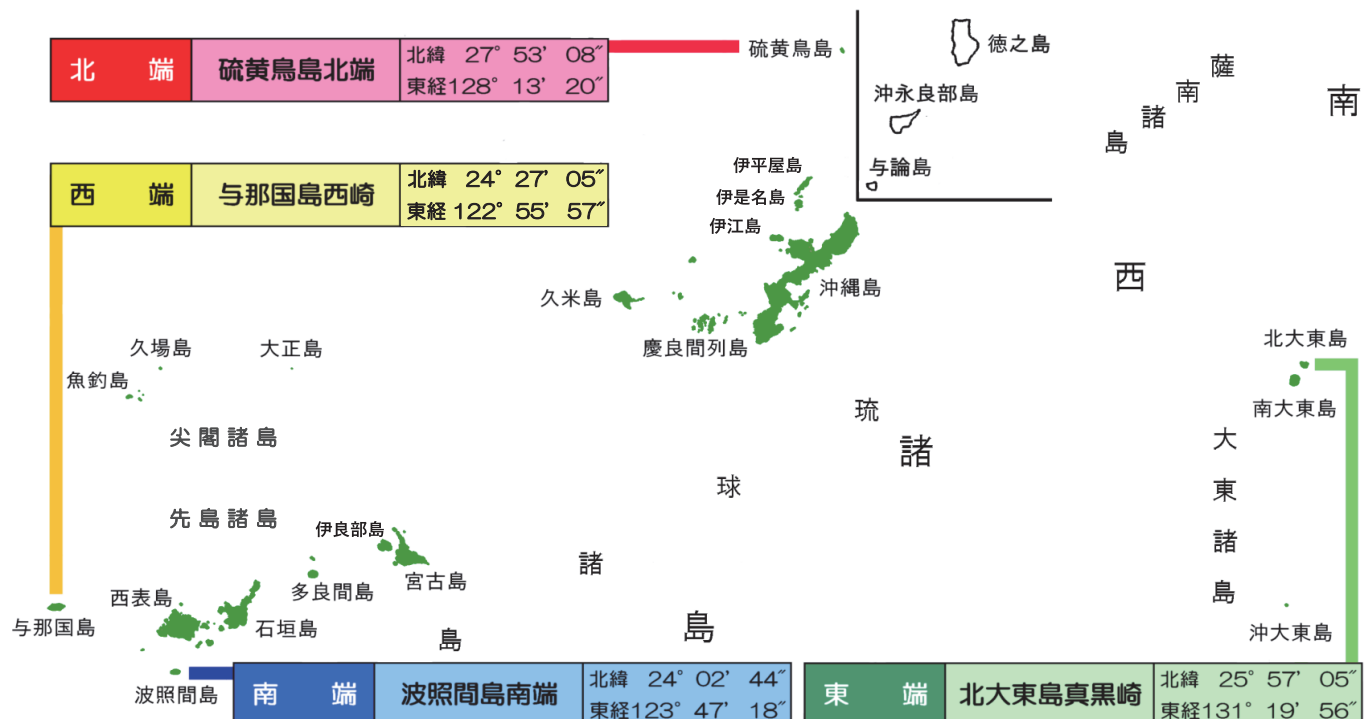 北端 硫黄鳥島北端 北緯 27° 53’ 08″
東経128° 13’ 20″
硫黄鳥島
徳之島
沖永良部島
与論島
薩南諸島
南西諸島
西端 与那国島西崎 北緯 24° 27’ 05″
東経 122° 55’ 57″
伊平屋島
伊是名島
伊江島
沖縄島
久米島
慶良間列島
久場島
大正島
魚釣島
尖閣諸島
先島諸島
琉球諸島
北大東島
南大東島
大東諸島
沖大東島
伊良部島
宮古島
多良間島
西表島
石垣島
与那国島
波照間島
南端 波照間島南端 北緯 24° 02’ 44″
東経123° 47’ 18″
東端 北大東島真黒崎 北緯 25° 57’ 05″
東経131° 19’ 56″